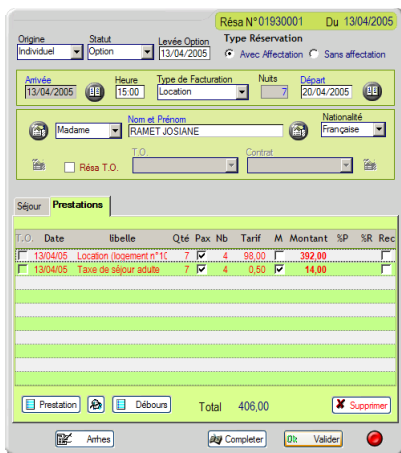 Résa N° 01930001 Du 13/04/2005
Origine Statut Levée Option Type Réservation
Individuel Option 13/04/2005 Avec Affectation Sans affectation
Arrivée Heure Type de Facturation Nuits Départ
13/04/2005 15:00 Location 7 20/04/2005
Nom et Prénom Nationalité
Madame RAMET JOSIANE Française
T.O. Contrat
Résa T.O.
Séjour Prestations
T.O. Date libelle Qté Pax Nb Tarif M Montant %P %R Rec
13/04/05 Location (logement n°10 7 4 98,00 392,00
13/04/05 Taxe de séjour adulte 7 4 0,50 14,00
Prestation Débours Total 406,00 Supprimer
Arrhes Completer Valider